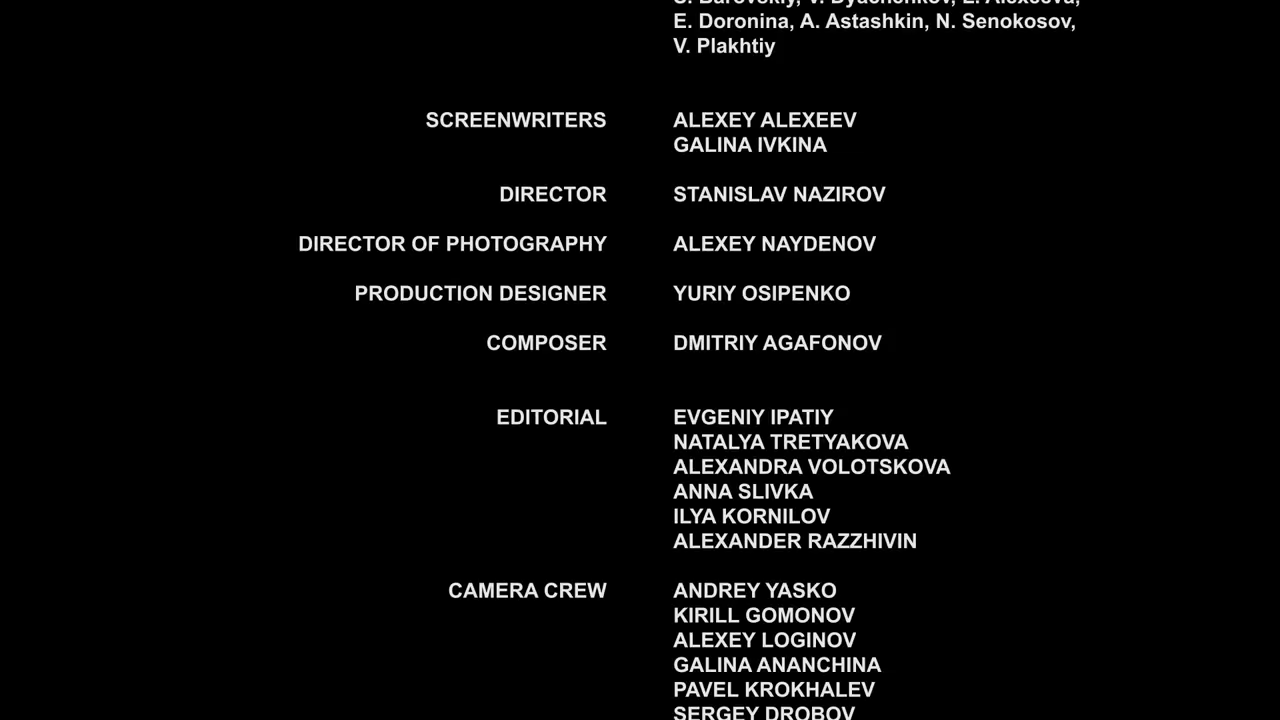 E. Doronina, A. Astashkin, N. Senokosov,
V. Plakhtiy
SCREENWRITERS ALEXEY ALEXEEV
GALINA IVKINA
DIRECTOR STANISLAV NAZIROV
DIRECTOR OF PHOTOGRAPHY ALEXEY NAYDENOV
PRODUCTION DESIGNER YURIY OSIPENKO
COMPOSER DMITRIY AGAFONOV
EDITORIAL EVGENIY IPATIY
NATALYA TRETYAKOVA
ALEXANDRA VOLOTSKOVA
ANNA SLIVKA
ILYA KORNILOV
ALEXANDER RAZZHIVIN
CAMERA CREW ANDREY YASKO
KIRILL GOMONOV
ALEXEY LOGINOV
GALINA ANANCHINA
PAVEL KROKHALEV
SERGEY DROBOV